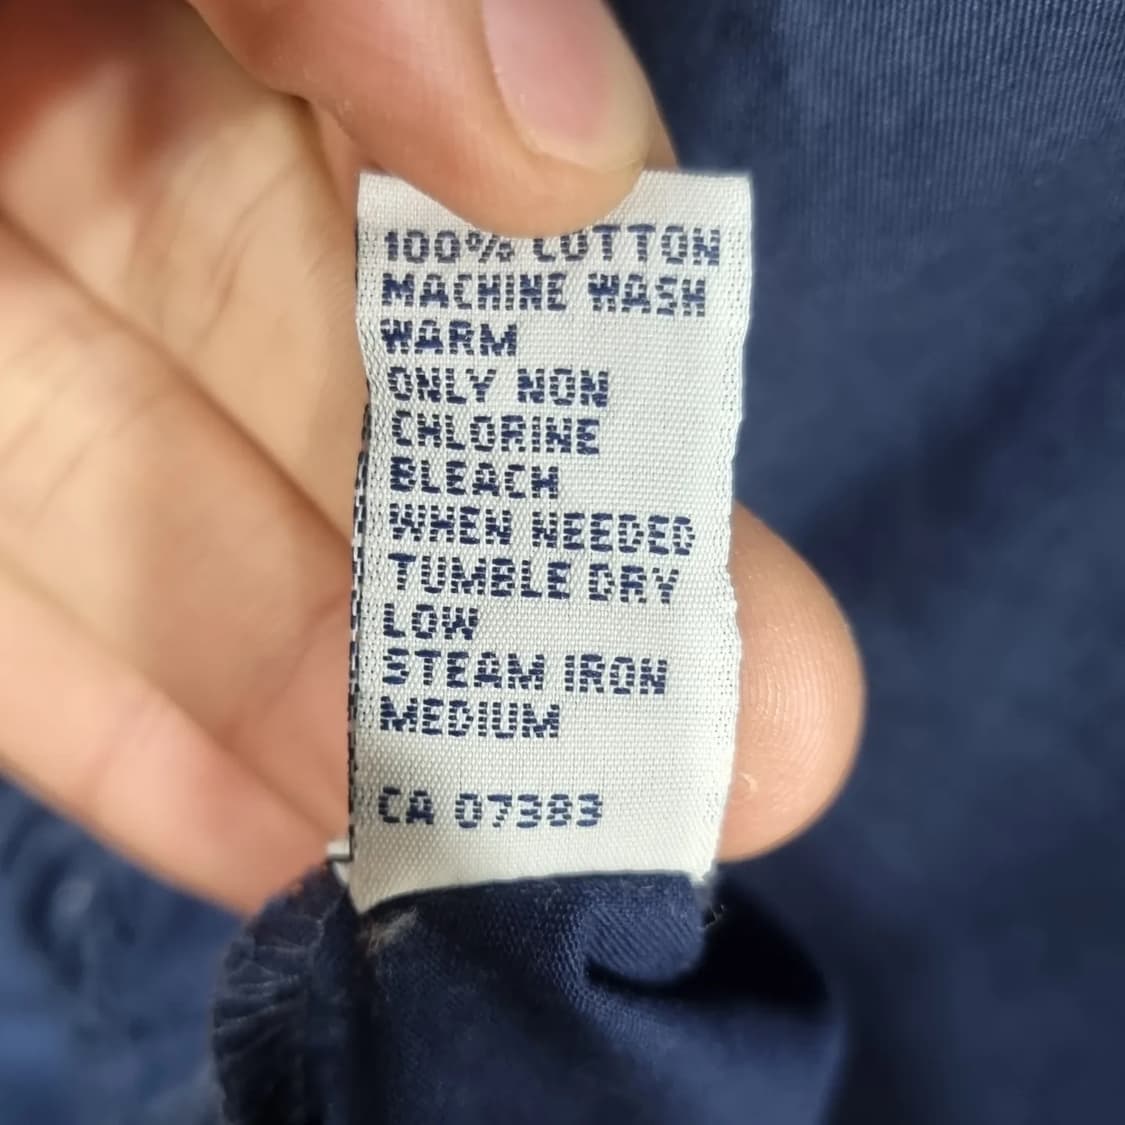 100% COTTON
MACHINE WASH
WARM
ONLY NON
CHLORINE
BLEACH
WHEN NEEDED
TUMBLE DRY
LOW
STEAM IRON
MEDIUM
CA 07383